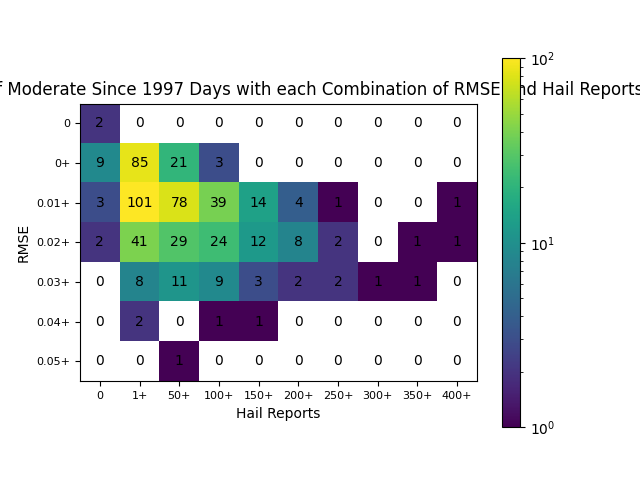 Moderate Since 1997 Days with each Combination of RMSE and Hail Reports
RMSE
0 2 0 0 0 0 0 0 0 0 0
0+ 9 85 21 3 0 0 0 0 0 0
0.01+ 3 101 78 39 14 4 1 0 0 1
0.02+ 2 41 29 24 12 8 2 0 1 1
0.03+ 0 8 11 9 3 2 2 1 1 0
0.04+ 0 2 0 1 1 0 0 0 0 0
0.05+ 0 0 1 0 0 0 0 0 0 0
0 1+ 50+ 100+ 150+ 200+ 250+ 300+ 350+ 400+
Hail Reports
10²
10¹
10⁰